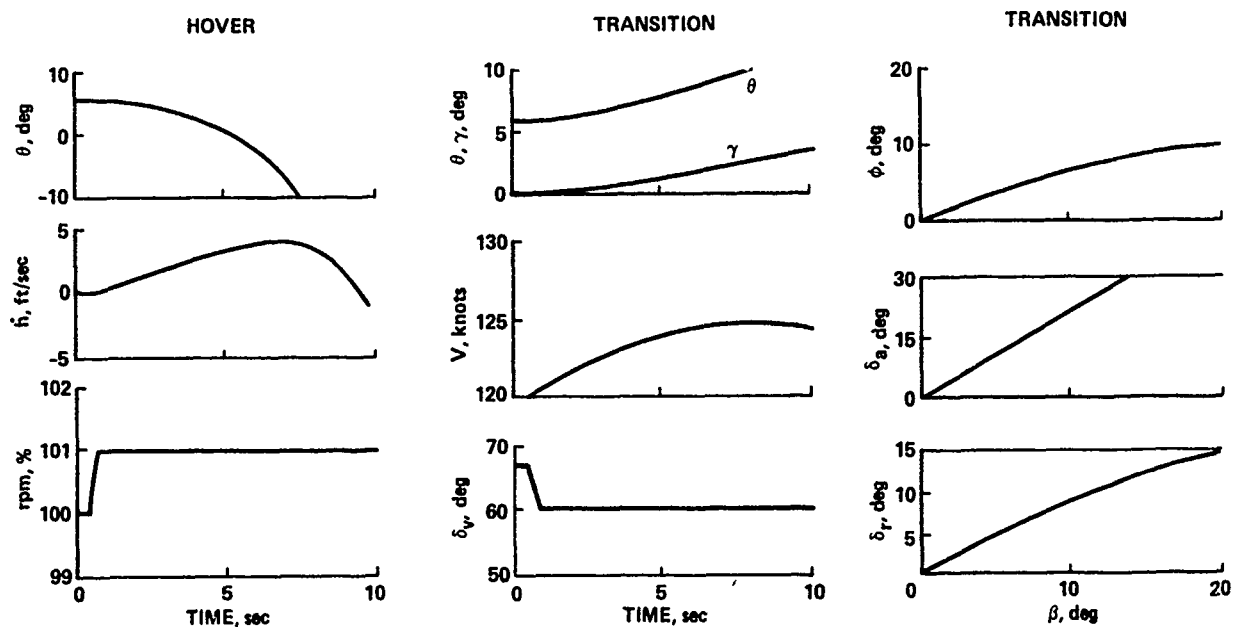 HOVER
10
0
-10
θ, deg
5
0
-5
ḣ, ft/sec
102
101
100
99
rpm, %
0
5
10
TIME, sec
TRANSITION
10
5
0
θ, γ, deg
θ
γ
130
125
120
V, knots
70
60
50
δv, deg
0
5
10
TIME, sec
TRANSITION
20
10
0
ϕ, deg
30
15
0
δa, deg
15
10
5
δr, deg
0
10
20
β, deg